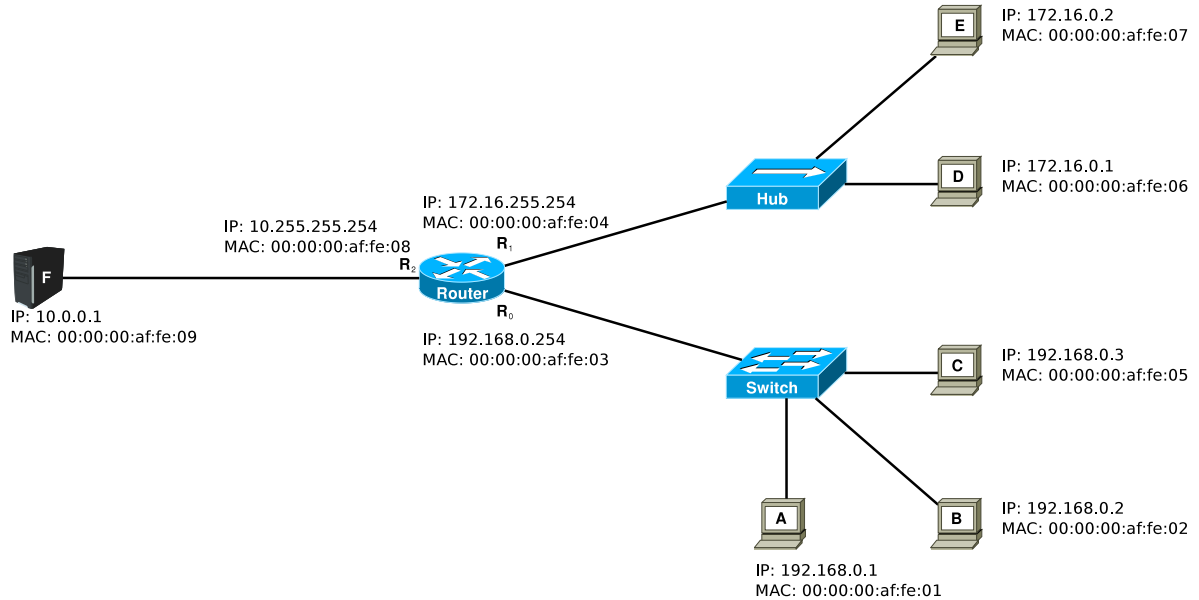 E
IP: 172.16.0.2
MAC: 00:00:00:af:fe:07
D
IP: 172.16.0.1
MAC: 00:00:00:af:fe:06
Hub
IP: 172.16.255.254
MAC: 00:00:00:af:fe:04
R1
IP: 10.255.255.254
MAC: 00:00:00:af:fe:08
R2
F
IP: 10.0.0.1
MAC: 00:00:00:af:fe:09
Router
R0
IP: 192.168.0.254
MAC: 00:00:00:af:fe:03
Switch
C
IP: 192.168.0.3
MAC: 00:00:00:af:fe:05
A
IP: 192.168.0.1
MAC: 00:00:00:af:fe:01
B
IP: 192.168.0.2
MAC: 00:00:00:af:fe:02